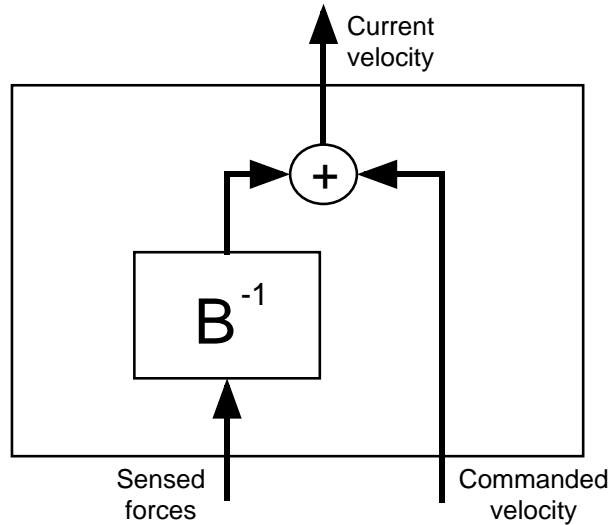 Current
velocity
+
B-1
Sensed
forces
Commanded
velocity